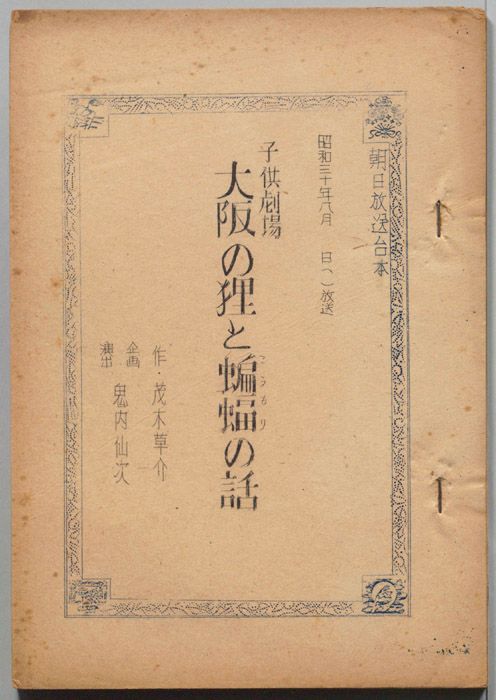 朝日放送台本
昭和三十年八月　　日（　）放送
子供劇場
大阪の狸と蝙蝠の話
こうもり
作・茂木草介
企画
演出　鬼内仙次